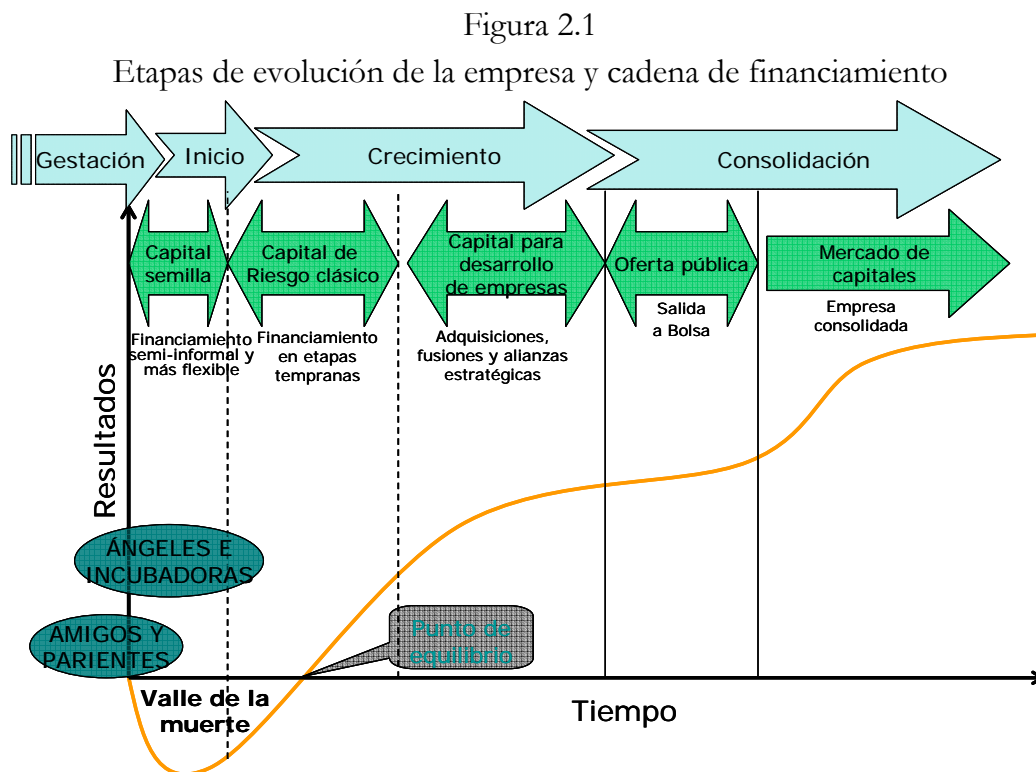 Figura 2.1
Etapas de evolución de la empresa y cadena de financiamiento
Gestación
Inicio
Crecimiento
Consolidación
Capital
semilla
Capital de
Riesgo clásico
Capital para
desarrollo
de empresas
Oferta pública
Mercado de
capitales
Financiamiento
semi-informal y
más flexible
Financiamiento
en etapas
tempranas
Adquisiciones,
fusiones y alianzas
estratégicas
Salida
a Bolsa
Empresa
consolidada
Resultados
ÁNGELES E
INCUBADORAS
AMIGOS Y
PARIENTES
Punto de
equilibrio
Valle de la
muerte
Tiempo